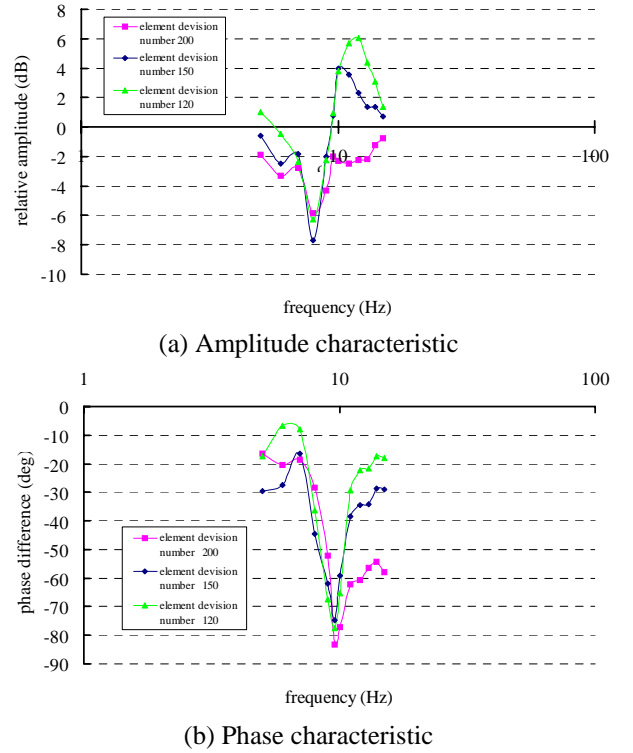 8
6
4
2
0
-2
-4
-6
-8
-10
relative amplitude (dB)
element devision
number 200
element devision
number 150
element devision
number 120
10
100
frequency (Hz)
(a) Amplitude characteristic
1
10
100
0
-10
-20
-30
-40
-50
-60
-70
-80
-90
phase difference (deg)
element devision
number 200
element devision
number 150
element devision
number 120
frequency (Hz)
(b) Phase characteristic